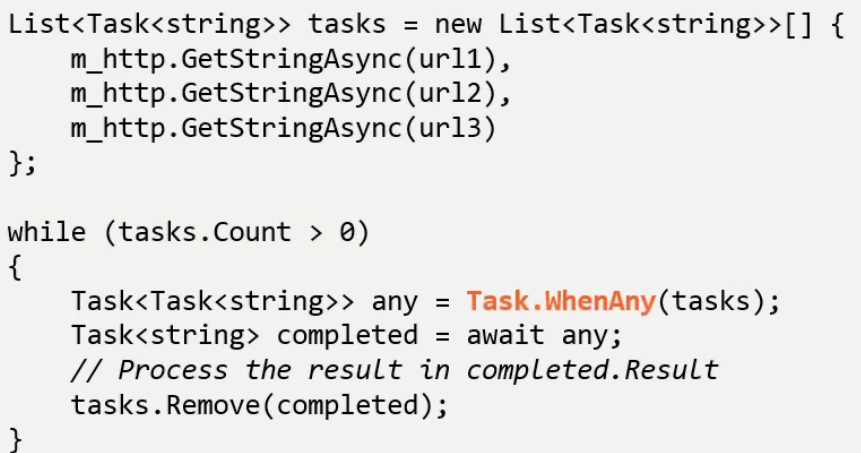 List<Task<string>> tasks = new List<Task<string>>[] {
    m_http.GetStringAsync(url1),
    m_http.GetStringAsync(url2),
    m_http.GetStringAsync(url3)
};

while (tasks.Count > 0)
{
    Task<Task<string>> any = Task.WhenAny(tasks);
    Task<string> completed = await any;
    // Process the result in completed.Result
    tasks.Remove(completed);
}